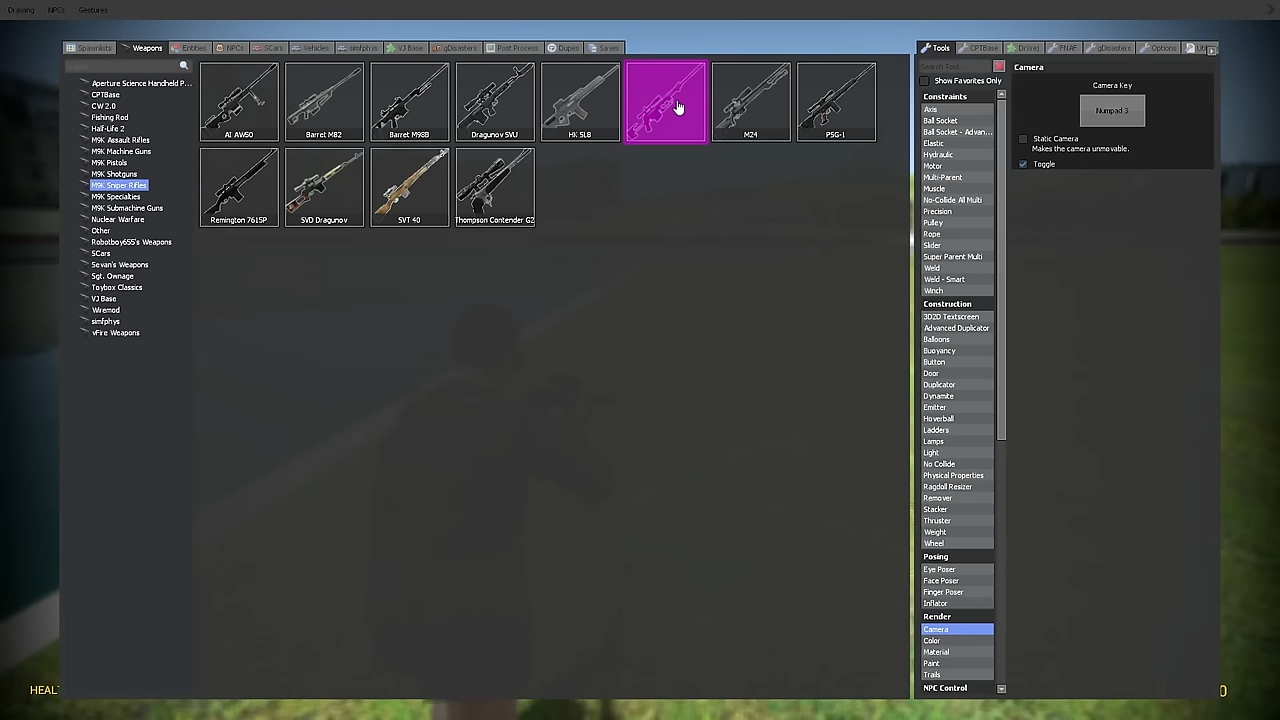 Drawing NPCs Gestures
Spawnlists Weapons Entities NPCs SCars Vehicles simfphys VJ Base gDisasters Post Process Dupes Saves
Aperture Science Handheld P...
CPTBase
CW 2.0
Fishing Rod
Half-Life 2
M9K Assault Rifles
M9K Machine Guns
M9K Pistols
M9K Shotguns
M9K Sniper Rifles
M9K Specialties
M9K Submachine Guns
Nuclear Warfare
Other
Robotboy655's Weapons
SCars
Sevan's Weapons
Sgt. Ownage
Toybox Classics
VJ Base
Wiremod
simfphys
vFire Weapons
AI AW50 Barret M82 Barret M98B Dragunov SVU HK SL8 M24 PSG-1
Remington 7615P SVD Dragunov SVT 40 Thompson Contender G2
Tools CPTBase DrVrej FNAF gDisasters Options Uti
Search Tool...
Show Favorites Only
Constraints
Axis
Ball Socket
Ball Socket - Advan...
Elastic
Hydraulic
Motor
Multi-Parent
Muscle
No-Collide All Multi
Precision
Pulley
Rope
Slider
Super Parent Multi
Weld
Weld - Smart
Winch
Construction
3D2D Textscreen
Advanced Duplicator
Balloons
Buoyancy
Button
Door
Duplicator
Dynamite
Emitter
Hoverball
Ladders
Lamps
Light
No Collide
Physical Properties
Ragdoll Resizer
Remover
Stacker
Thruster
Weight
Wheel
Posing
Eye Poser
Face Poser
Finger Poser
Inflator
Render
Camera
Color
Material
Paint
Trails
NPC Control
Camera
Camera Key
Numpad 3
Static Camera
Makes the camera unmovable.
Toggle
HEAL
0